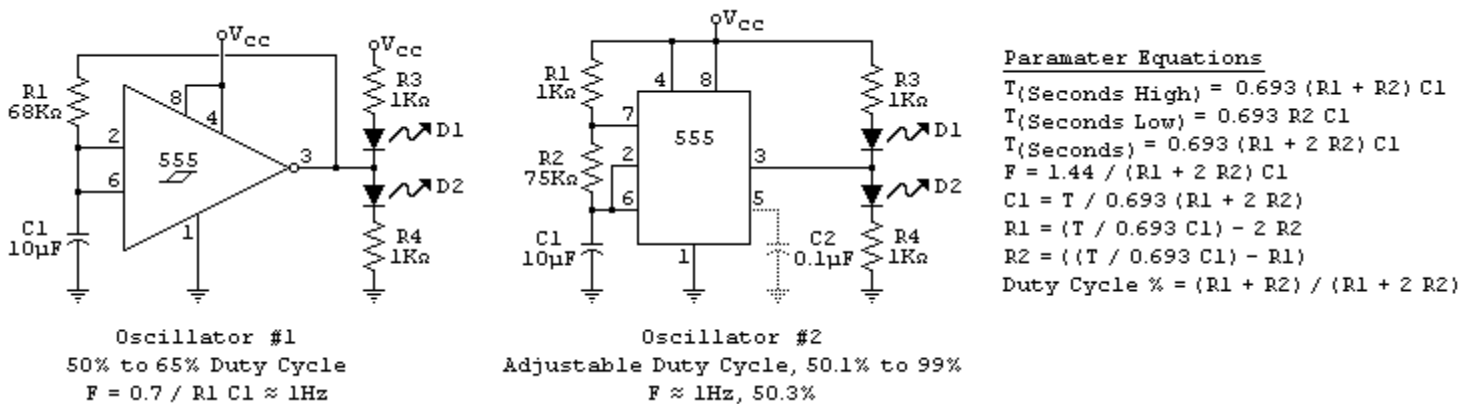 Vcc
R1
68KΩ
8
4
2
555
6
3
1
C1
10µF
Vcc
R3
1KΩ
D1
D2
R4
1KΩ
Oscillator #1
50% to 65% Duty Cycle
F = 0.7 / R1 C1 ≈ 1Hz
Vcc
R1
1KΩ
4
8
7
R2
75KΩ
2
555
3
6
5
1
C1
10µF
C2
0.1µF
R3
1KΩ
D1
D2
R4
1KΩ
Oscillator #2
Adjustable Duty Cycle, 50.1% to 99%
F ≈ 1Hz, 50.3%
Paramater Equations
T(Seconds High) = 0.693 (R1 + R2) C1
T(Seconds Low) = 0.693 R2 C1
T(Seconds) = 0.693 (R1 + 2 R2) C1
F = 1.44 / (R1 + 2 R2) C1
C1 = T / 0.693 (R1 + 2 R2)
R1 = (T / 0.693 C1) - 2 R2
R2 = ((T / 0.693 C1) - R1)
Duty Cycle % = (R1 + R2) / (R1 + 2 R2)